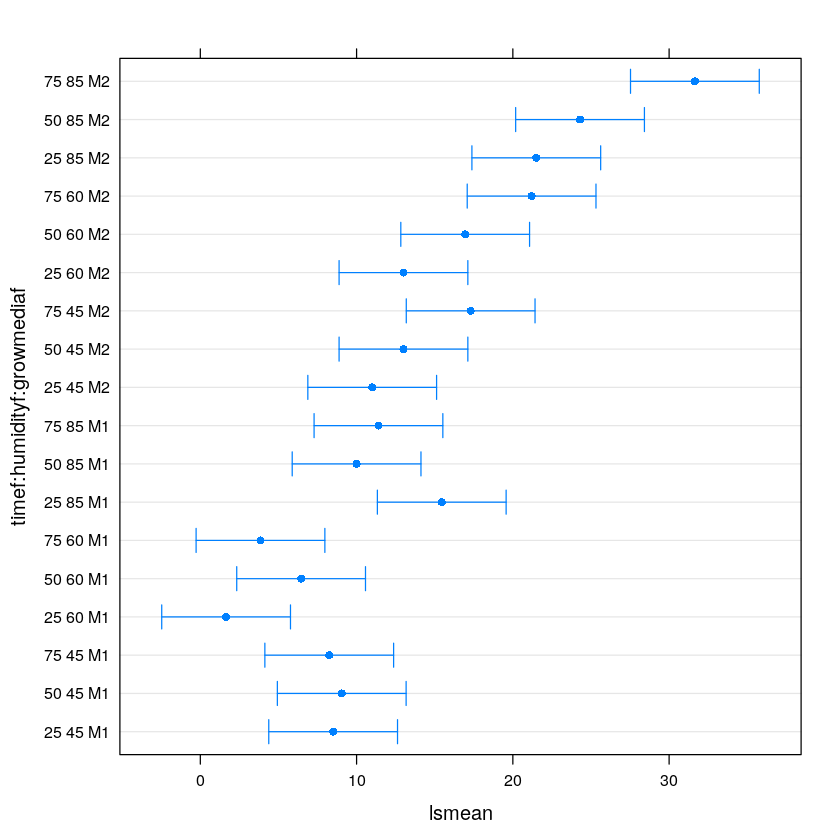 75 85 M2
50 85 M2
25 85 M2
75 60 M2
50 60 M2
25 60 M2
75 45 M2
50 45 M2
25 45 M2
75 85 M1
50 85 M1
25 85 M1
75 60 M1
50 60 M1
25 60 M1
75 45 M1
50 45 M1
25 45 M1
timef:humidityf:growmediaf
0 10 20 30
lsmean